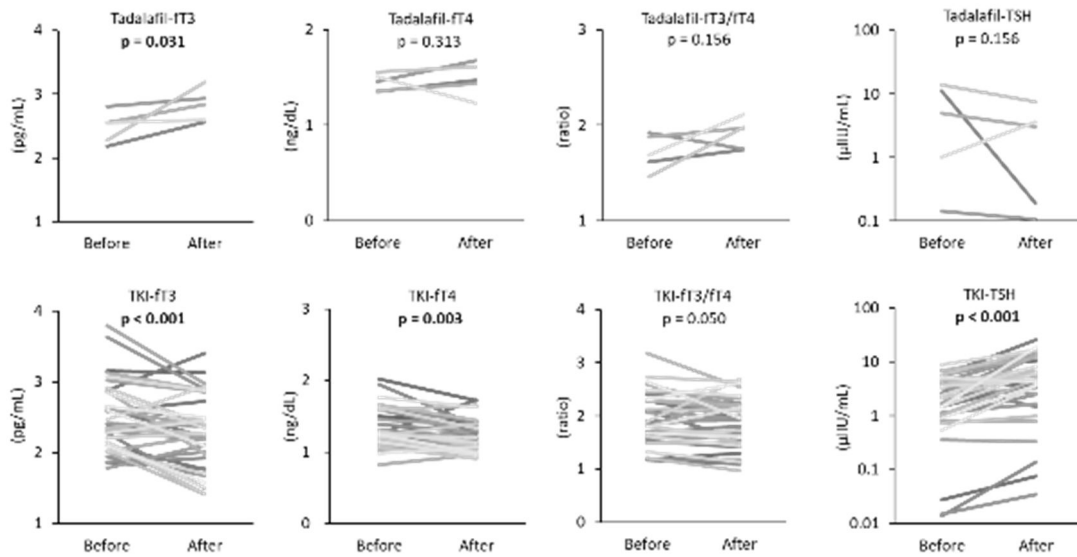 Tadalafil-fT3
p = 0.031
4
3
2
1
(pg/mL)
Before After
Tadalafil-fT4
p = 0.313
2
1
0
(ng/dL)
Before After
Tadalafil-fT3/fT4
p = 0.156
3
2
1
(ratio)
Before After
Tadalafil-TSH
p = 0.156
100
10
1
0.1
(μIIU/mL)
Before After
TKI-fT3
p < 0.001
4
3
2
1
(pg/mL)
Before After
TKI-fT4
p = 0.003
3
2
1
0
(ng/dL)
Before After
TKI-fT3/fT4
p = 0.050
4
3
2
1
0
(ratio)
Before After
TKI-TSH
p < 0.001
100
10
1
0.1
0.01
(μIIU/mL)
Before After